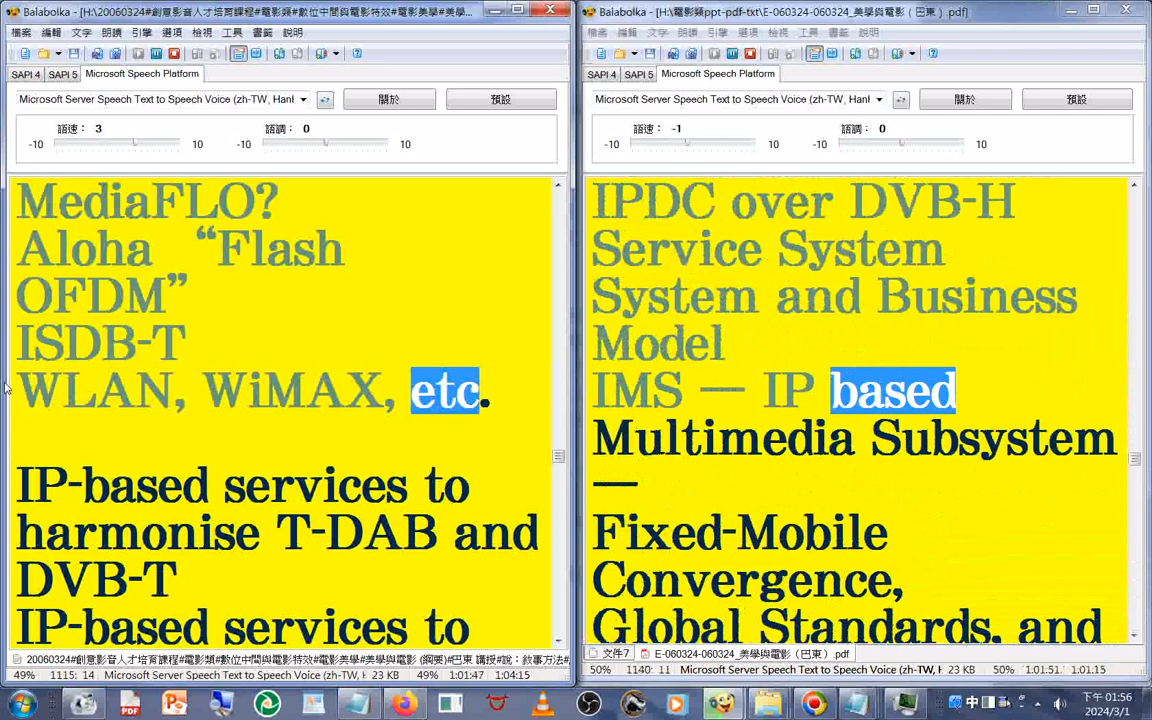 Balabolka - [H:\20060324#創意影音人才培育課程#電影類#數位中間與電影特效#電影美學#美學...
檔案 編輯 文字 朗讀 引擎 選項 檢視 工具 書籤 說明
SAPI 4 SAPI 5 Microsoft Speech Platform
Microsoft Server Speech Text to Speech Voice (zh-TW, HanH 關於 預設
語速： 3 語調： 0
-10 10 -10 10
MediaFLO?
Aloha “Flash
OFDM”
ISDB-T
WLAN, WiMAX, etc.
IP-based services to
harmonise T-DAB and
DVB-T
IP-based services to
20060324#創意影音人才培育課程#電影類#數位中間與電影特效#電影美學#美學與電影 (綱要)#巴東 講授#說：敘事方法#
49% 1115: 14 Microsoft Server Speech Text to Speech Voice (zh-TW, Hanl 23 KB 49% 1:01:47 1:04:15
Balabolka - [H:\電影類ppt-pdf-txt\E-060324-060324_美學與電影（巴東）.pdf]
檔案 編輯 文字 朗讀 引擎 選項 檢視 工具 書籤 說明
SAPI 4 SAPI 5 Microsoft Speech Platform
Microsoft Server Speech Text to Speech Voice (zh-TW, HanH 關於 預設
語速： -1 語調： 0
-10 10 -10 10
IPDC over DVB-H
Service System
System and Business
Model
IMS — IP based
Multimedia Subsystem
—
Fixed-Mobile
Convergence,
Global Standards, and
文件7 E-060324-060324_美學與電影（巴東）.pdf
50% 1140: 11 Microsoft Server Speech Text to Speech Voice (zh-TW, Hanl 23 KB 50% 1:01.51. 1:01.15
中
下午 01:56
2024/3/1